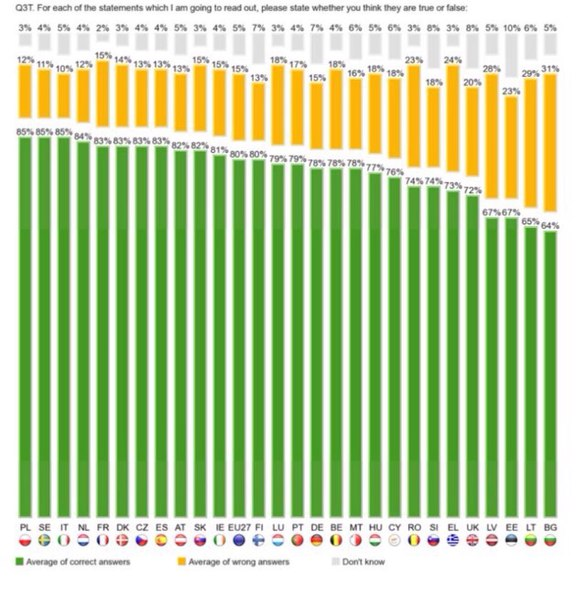 Q3T. For each of the statements which I am going to read out, please state whether you think they are true or false:
3% 4% 5% 4% 2% 3% 4% 4% 5% 3% 4% 5% 7% 3% 4% 7% 4% 6% 5% 6% 3% 8% 3% 8% 5% 10% 6% 5%
12% 11% 10% 12% 15% 14% 13% 13% 13% 15% 15% 15% 13% 18% 17% 15% 18% 16% 18% 18% 23% 18% 24% 20% 28% 23% 29% 31%
85% 85% 85% 84% 83% 83% 83% 83% 82% 82% 81% 80% 80% 79% 79% 78% 78% 78% 77% 76% 74% 74% 73% 72% 67% 67% 65% 64%
PL SE IT NL FR DK CZ ES AT SK IE EU27 FI LU PT DE BE MT HU CY RO SI EL UK LV EE LT BG
Average of correct answers Average of wrong answers Don't know